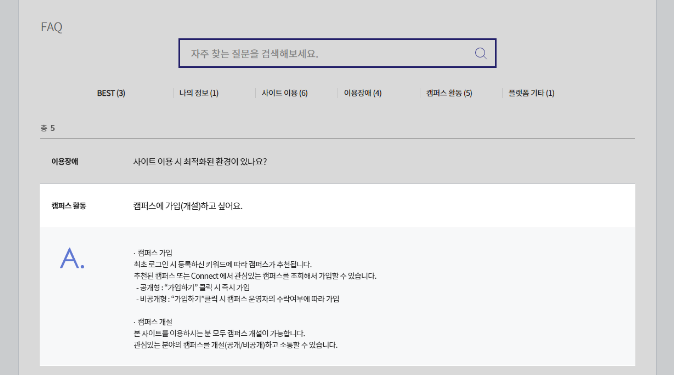 FAQ
자주 찾는 질문을 검색해보세요.
BEST (3)
나의 정보 (1)
사이트 이용 (6)
이용장애 (4)
캠퍼스 활동 (5)
플랫폼 기타 (1)
총 5
이용장애 사이트 이용 시 최적화된 환경이 있나요?
캠퍼스 활동 캠퍼스에 가입(개설)하고 싶어요.
A.
· 캠퍼스 가입
최초 로그인 시 등록하신 키워드에 따라 캠퍼스가 추천됩니다.
추천된 캠퍼스 또는 Connect 에서 관심있는 캠퍼스를 조회해서 가입할 수 있습니다.
- 공개형 : "가입하기" 클릭 시 즉시 가입
- 비공개형 : "가입하기"클릭 시 캠퍼스 운영자의 수락여부에 따라 가입
· 캠퍼스 개설
본 사이트를 이용하시는 분 모두 캠퍼스 개설이 가능합니다.
관심있는 분야의 캠퍼스를 개설(공개/비공개)하고 소통할 수 있습니다.